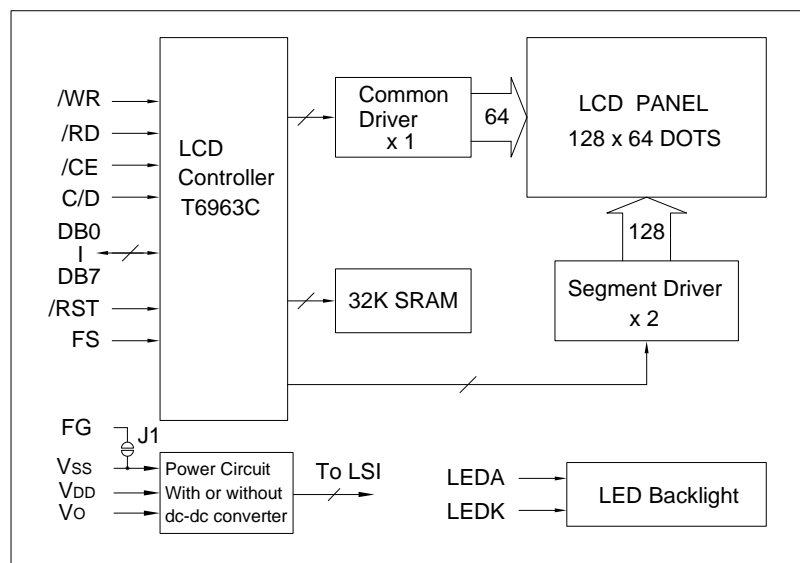 /WR
/RD
/CE
C/D
DB0
I
DB7
/RST
FS
LCD
Controller
T6963C
Common
Driver
x 1
64
LCD PANEL
128 x 64 DOTS
128
Segment Driver
x 2
32K SRAM
FG
J1
VSS
VDD
VO
Power Circuit
With or without
dc-dc converter
To LSI
LEDA
LEDK
LED Backlight